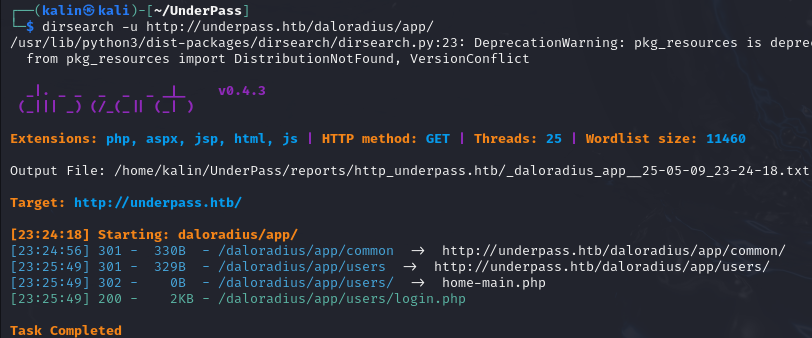 ┌──(kalin㉿kali)-[~/UnderPass]
└─$ dirsearch -u http://underpass.htb/daloradius/app/
/usr/lib/python3/dist-packages/dirsearch/dirsearch.py:23: DeprecationWarning: pkg_resources is depre
from pkg_resources import DistributionNotFound, VersionConflict
v0.4.3
Extensions: php, aspx, jsp, html, js | HTTP method: GET | Threads: 25 | Wordlist size: 11460
Output File: /home/kalin/UnderPass/reports/http_underpass.htb/_daloradius_app__25-05-09_23-24-18.txt
Target: http://underpass.htb/
[23:24:18] Starting: daloradius/app/
[23:24:56] 301 - 330B - /daloradius/app/common -> http://underpass.htb/daloradius/app/common/
[23:25:49] 301 - 329B - /daloradius/app/users -> http://underpass.htb/daloradius/app/users/
[23:25:49] 302 - 0B - /daloradius/app/users/ -> home-main.php
[23:25:49] 200 - 2KB - /daloradius/app/users/login.php
Task Completed